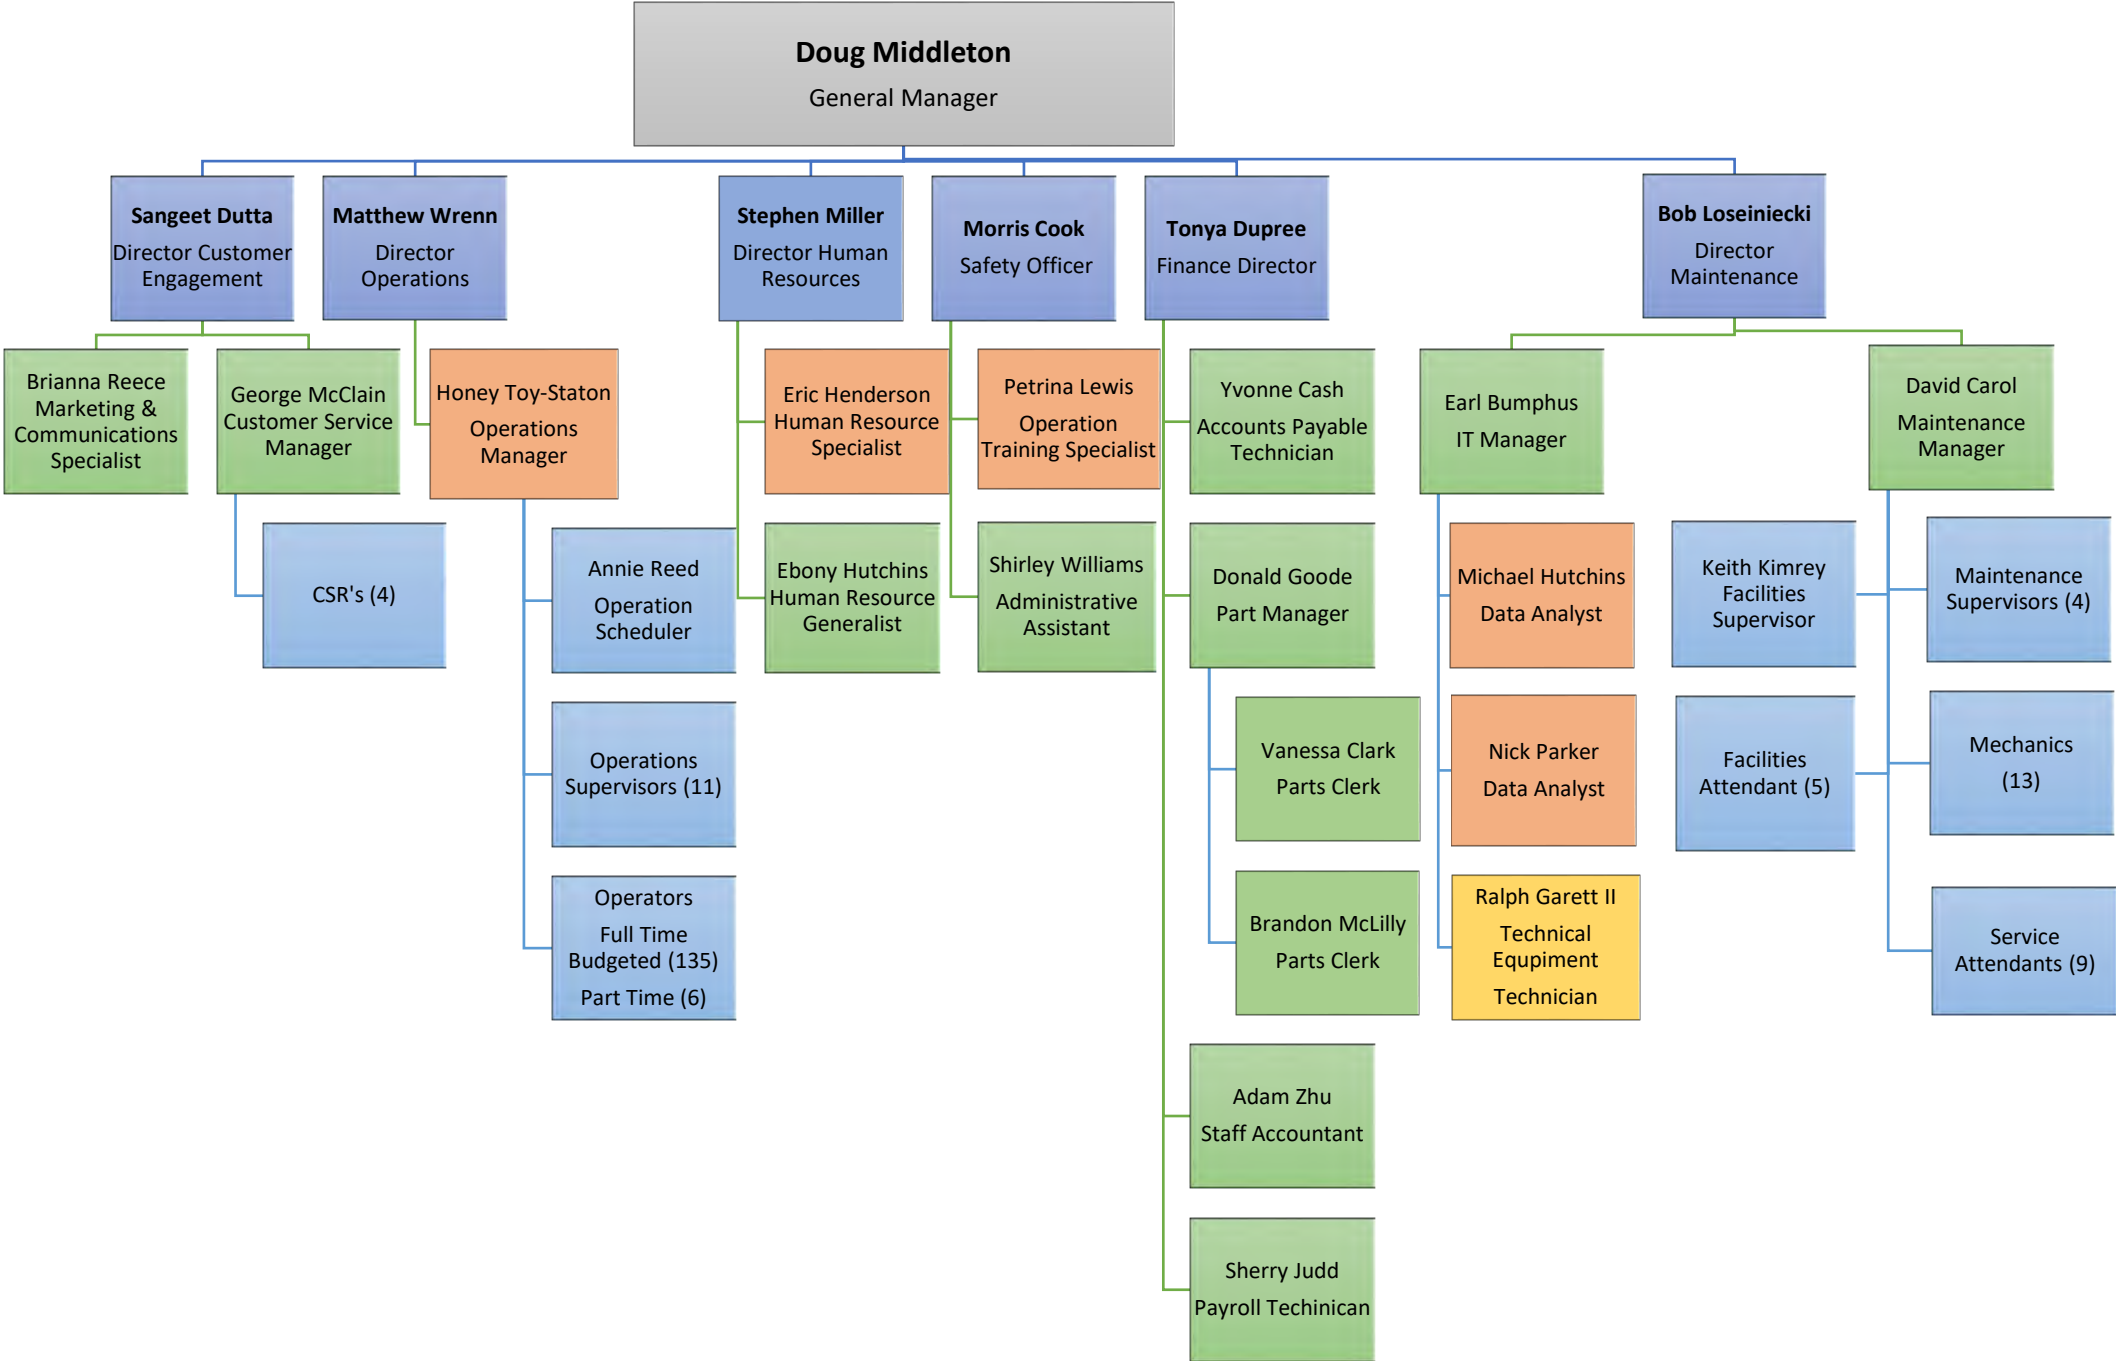 Doug Middleton
General Manager
Sangeet Dutta
Director Customer
Engagement
Matthew Wrenn
Director
Operations
Stephen Miller
Director Human
Resources
Morris Cook
Safety Officer
Tonya Dupree
Finance Director
Bob Loseiniecki
Director
Maintenance
Brianna Reece
Marketing &
Communications
Specialist
George McClain
Customer Service
Manager
Honey Toy-Staton
Operations
Manager
Eric Henderson
Human Resource
Specialist
Petrina Lewis
Operation
Training Specialist
Yvonne Cash
Accounts Payable
Technician
Earl Bumphus
IT Manager
David Carol
Maintenance
Manager
CSR's (4)
Annie Reed
Operation
Scheduler
Ebony Hutchins
Human Resource
Generalist
Shirley Williams
Administrative
Assistant
Donald Goode
Part Manager
Michael Hutchins
Data Analyst
Keith Kimrey
Facilities
Supervisor
Maintenance
Supervisors (4)
Operations
Supervisors (11)
Vanessa Clark
Parts Clerk
Nick Parker
Data Analyst
Facilities
Attendant (5)
Mechanics
(13)
Operators
Full Time
Budgeted (135)
Part Time (6)
Brandon McLilly
Parts Clerk
Ralph Garett II
Technical
Equpiment
Technician
Service
Attendants (9)
Adam Zhu
Staff Accountant
Sherry Judd
Payroll Techinican